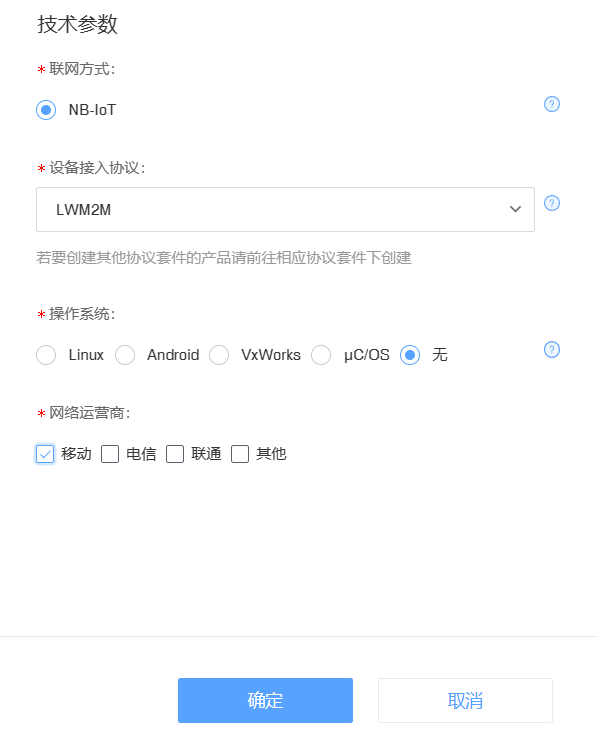 技术参数
* 联网方式:
NB-IoT ?
* 设备接入协议:
LWM2M ?
若要创建其他协议套件的产品请前往相应协议套件下创建
* 操作系统:
Linux Android VxWorks μC/OS 无 ?
* 网络运营商:
移动 电信 联通 其他
确定 取消